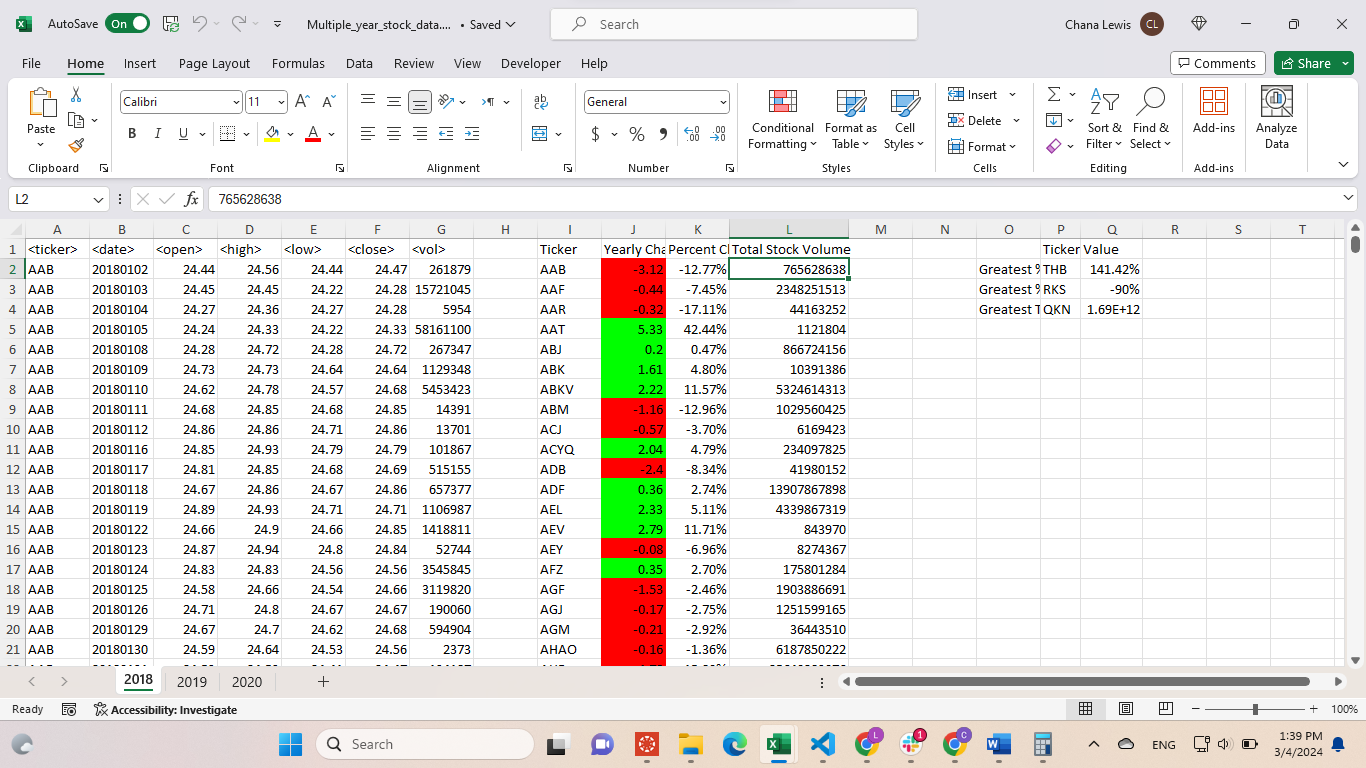 AutoSave On Multiple_year_stock_data.... • Saved Search Chana Lewis CL
File Home Insert Page Layout Formulas Data Review View Developer Help Comments Share
Paste Calibri 11 General Conditional Formatting Format as Table Cell Styles Insert Delete Format Sort & Filter Find & Select Add-ins Analyze Data
Clipboard Font Alignment Number Styles Cells Editing Add-ins
L2 fx 765628638
A B C D E F G H I J K L M N O P Q R S T
1 <ticker> <date> <open> <high> <low> <close> <vol> Ticker Yearly Cha Percent C Total Stock Volume Ticker Value
2 AAB 20180102 24.44 24.56 24.44 24.47 261879 AAB -3.12 -12.77% 765628638 Greatest % THB 141.42%
3 AAB 20180103 24.45 24.45 24.22 24.28 15721045 AAF -0.44 -7.45% 2348251513 Greatest % RKS -90%
4 AAB 20180104 24.27 24.36 24.27 24.28 5954 AAR -0.32 -17.11% 44163252 Greatest T QKN 1.69E+12
5 AAB 20180105 24.24 24.33 24.22 24.33 58161100 AAT 5.33 42.44% 1121804
6 AAB 20180108 24.28 24.72 24.28 24.72 267347 ABJ 0.2 0.47% 866724156
7 AAB 20180109 24.73 24.73 24.64 24.64 1129348 ABK 1.61 4.80% 10391386
8 AAB 20180110 24.62 24.68 24.57 24.68 5453423 ABKV 2.22 11.57% 5324614313
9 AAB 20180111 24.68 24.85 24.68 24.85 14391 ABM -1.16 -12.96% 1029560425
10 AAB 20180112 24.86 24.86 24.71 24.86 13701 ACJ -0.57 -3.70% 6169423
11 AAB 20180116 24.85 24.93 24.79 24.79 101867 ACYQ 2.04 4.79% 234097825
12 AAB 20180117 24.81 24.85 24.68 24.69 515155 ADB -2.4 -8.34% 41980152
13 AAB 20180118 24.67 24.86 24.67 24.86 657377 ADF 0.36 2.74% 13907867898
14 AAB 20180119 24.89 24.93 24.71 24.71 1106987 AEL 2.33 5.11% 4339867319
15 AAB 20180122 24.66 24.9 24.66 24.85 1418811 AEV 2.79 11.71% 843970
16 AAB 20180123 24.87 24.94 24.8 24.84 52744 AEY -0.08 -6.96% 8274367
17 AAB 20180124 24.83 24.83 24.56 24.56 3545845 AFZ 0.35 2.70% 175801284
18 AAB 20180125 24.58 24.66 24.54 24.66 3119820 AGF -1.53 -2.46% 1903886691
19 AAB 20180126 24.71 24.8 24.67 24.67 190060 AGJ -0.17 -2.75% 1251599165
20 AAB 20180129 24.67 24.7 24.62 24.68 594904 AGM -0.21 -2.92% 36443510
21 AAB 20180130 24.59 24.64 24.53 24.56 2373 AHAO -0.16 -1.36% 6187850222
2018 2019 2020
Ready Accessibility: Investigate 100%
Search L 1 C ENG 1:39 PM
3/4/2024